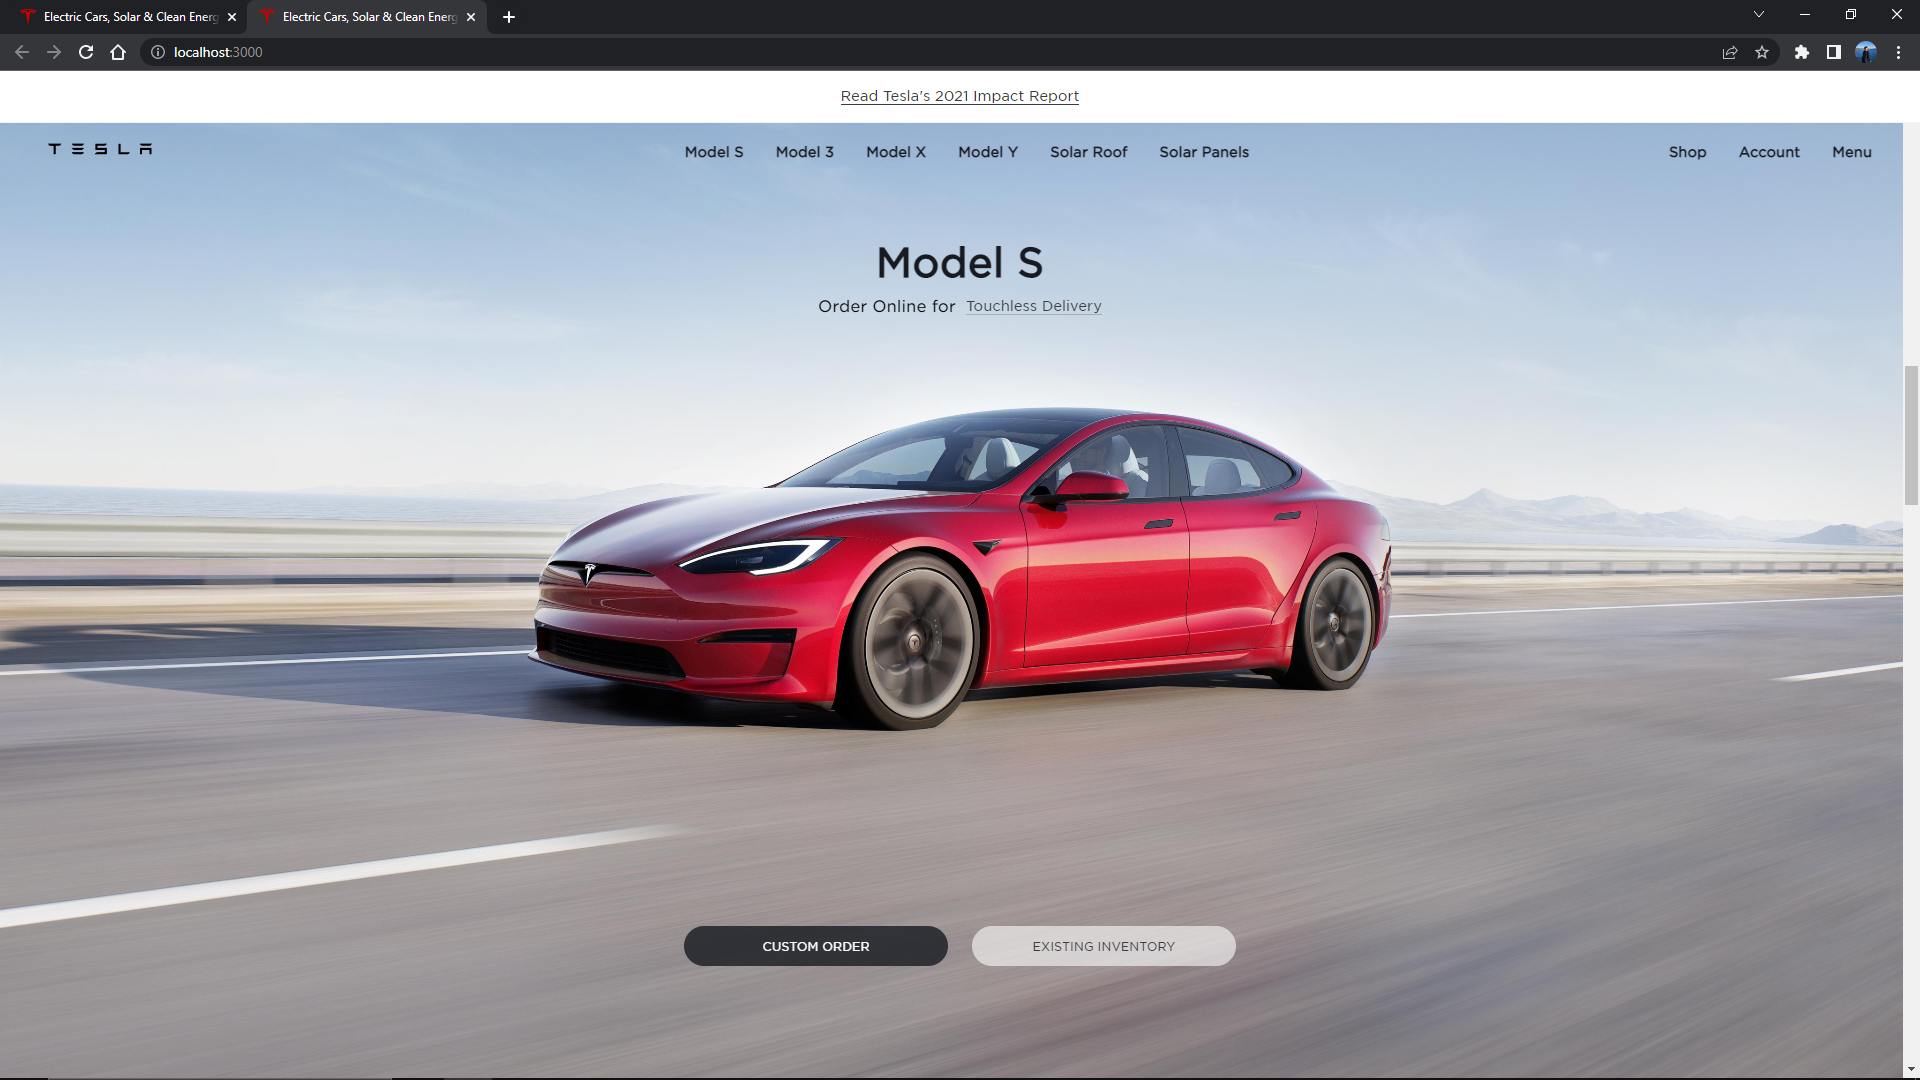 Electric Cars, Solar & Clean Energ
Electric Cars, Solar & Clean Energ
localhost:3000
Read Tesla's 2021 Impact Report
TESLA
Model S Model 3 Model X Model Y Solar Roof Solar Panels
Shop Account Menu
Model S
Order Online for Touchless Delivery
CUSTOM ORDER
EXISTING INVENTORY